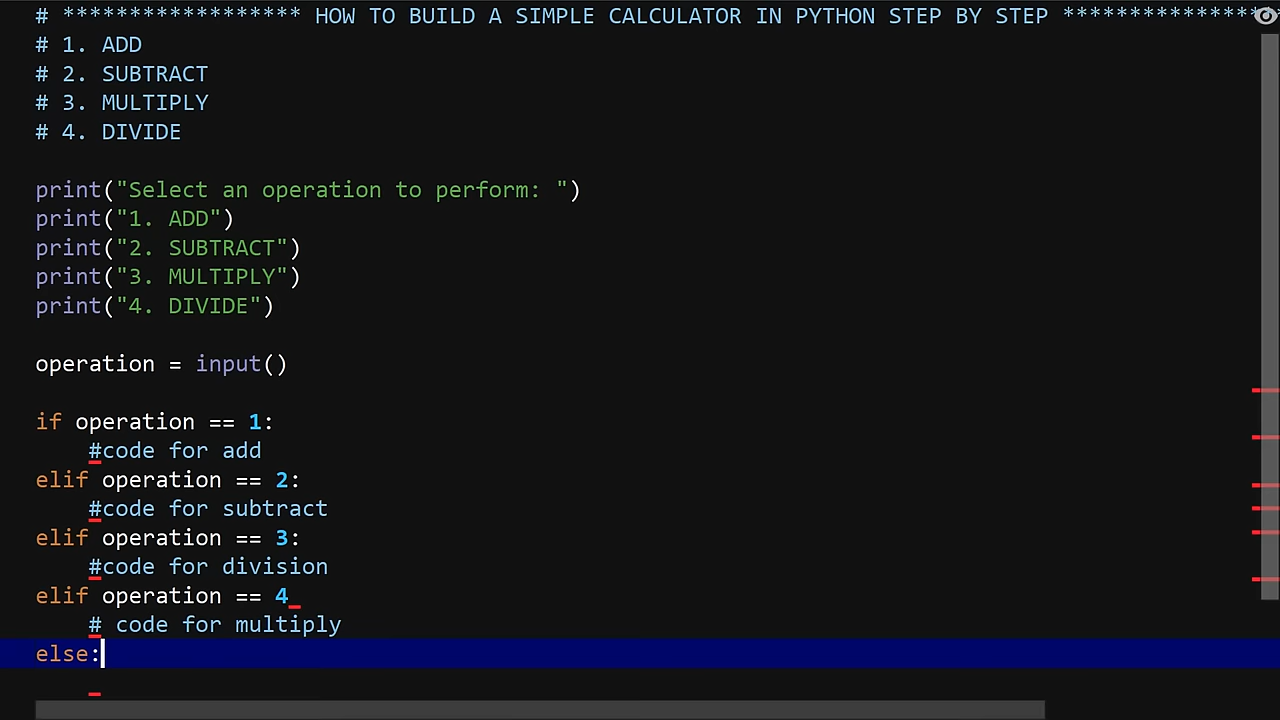 # ****************** HOW TO BUILD A SIMPLE CALCULATOR IN PYTHON STEP BY STEP ***************
# 1. ADD
# 2. SUBTRACT
# 3. MULTIPLY
# 4. DIVIDE
print("Select an operation to perform: ")
print("1. ADD")
print("2. SUBTRACT")
print("3. MULTIPLY")
print("4. DIVIDE")
operation = input()
if operation == 1:
#code for add
elif operation == 2:
#code for subtract
elif operation == 3:
#code for division
elif operation == 4
# code for multiply
else: